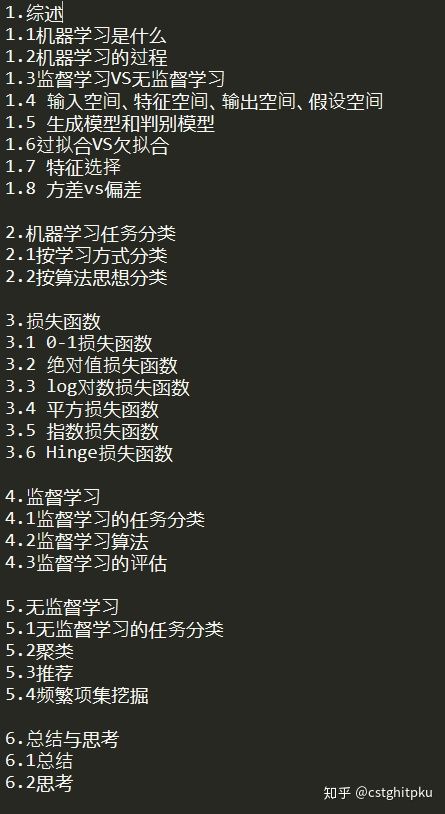 1.综述
1.1机器学习是什么
1.2机器学习的过程
1.3监督学习VS无监督学习
1.4 输入空间、特征空间、输出空间、假设空间
1.5 生成模型和判别模型
1.6过拟合VS欠拟合
1.7 特征选择
1.8 方差vs偏差
2.机器学习任务分类
2.1按学习方式分类
2.2按算法思想分类
3.损失函数
3.1 0-1损失函数
3.2 绝对值损失函数
3.3 log对数损失函数
3.4 平方损失函数
3.5 指数损失函数
3.6 Hinge损失函数
4.监督学习
4.1监督学习的任务分类
4.2监督学习算法
4.3监督学习的评估
5.无监督学习
5.1无监督学习的任务分类
5.2聚类
5.3推荐
5.4频繁项集挖掘
6.总结与思考
6.1总结
6.2思考
知乎 @cstghitpku